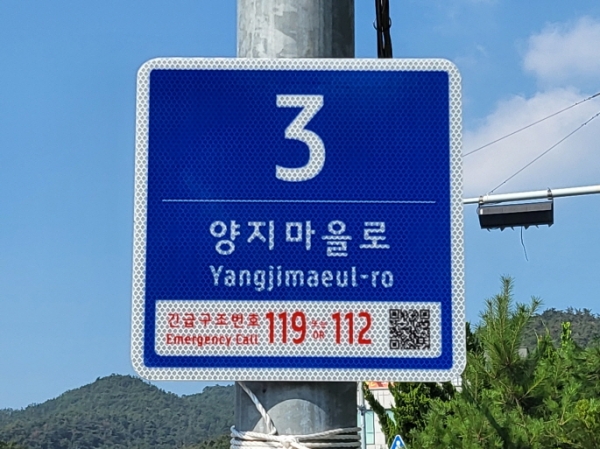 3
양지마을로
Yangjimaeul-ro
긴급구조번호 119 또는 112
Emergency Call OR